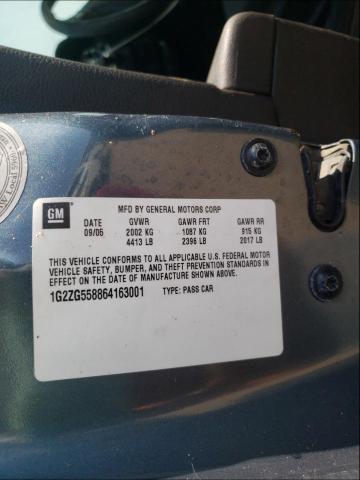 GM
MFD BY GENERAL MOTORS CORP
DATE GVWR GAWR FRT GAWR RR
09/05 2002 KG 1087 KG 915 KG
4413 LB 2396 LB 2017 LB
THIS VEHICLE CONFORMS TO ALL APPLICABLE U.S. FEDERAL MOTOR
VEHICLE SAFETY, BUMPER, AND THEFT PREVENTION STANDARDS IN
EFFECT ON THE DATE OF MANUFACTURE SHOWN ABOVE.
1G2ZG558864163001 TYPE: PASS CAR